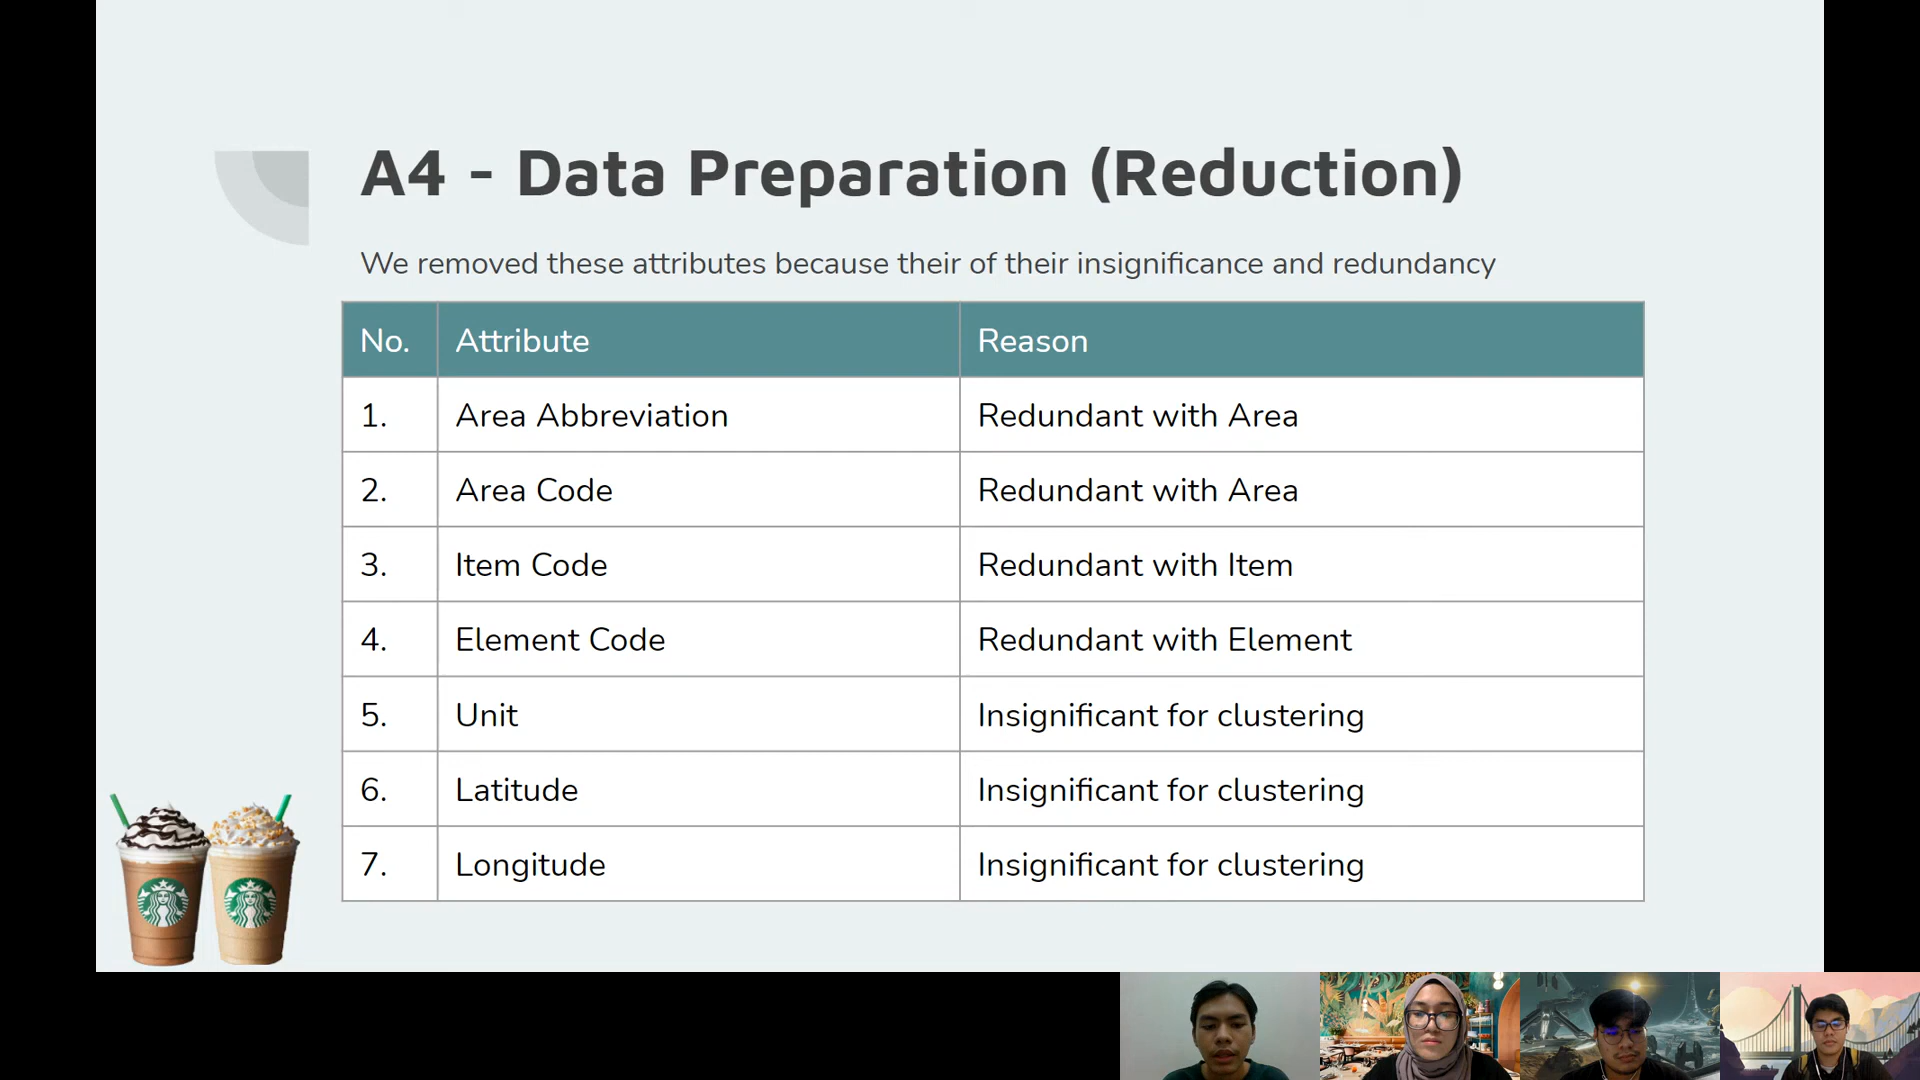 A4 - Data Preparation (Reduction)
We removed these attributes because their of their insignificance and redundancy
No. Attribute Reason
1. Area Abbreviation Redundant with Area
2. Area Code Redundant with Area
3. Item Code Redundant with Item
4. Element Code Redundant with Element
5. Unit Insignificant for clustering
6. Latitude Insignificant for clustering
7. Longitude Insignificant for clustering